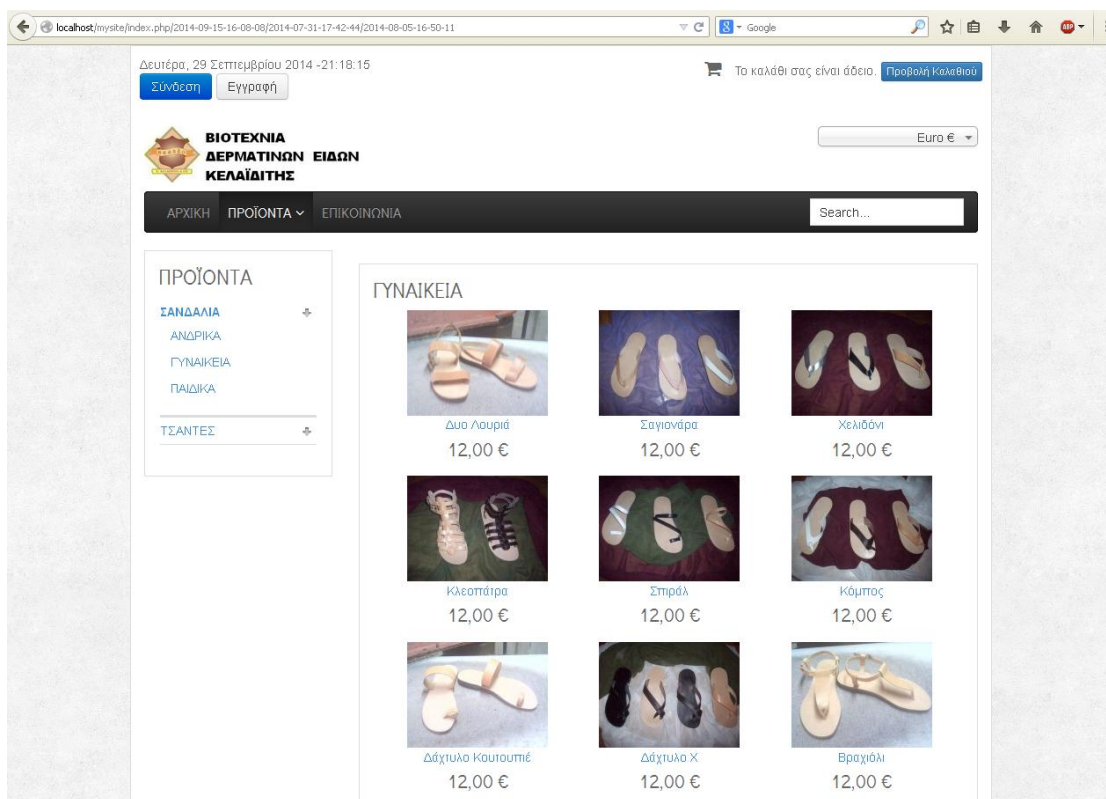 localhost/mysite/index.php/2014-09-15-16-08-08/2014-07-31-17-42-44/2014-08-05-16-50-11
Google
ABP
Δευτέρα, 29 Σεπτεμβρίου 2014 -21:18:15
Το καλάθι σας είναι άδειο.
Προβολή Καλαθιού
Σύνδεση
Εγγραφή
ΒΙΟΤΕΧΝΙΑ
ΔΕΡΜΑΤΙΝΩΝ ΕΙΔΩΝ
ΚΕΛΑΪΔΙΤΗΣ
Euro €
ΑΡΧΙΚΗ ΠΡΟΪΟΝΤΑ ΕΠΙΚΟΙΝΩΝΙΑ
Search...
ΠΡΟΪΟΝΤΑ
ΣΑΝΔΑΛΙΑ
ΑΝΔΡΙΚΑ
ΓΥΝΑΙΚΕΙΑ
ΠΑΙΔΙΚΑ
ΤΣΑΝΤΕΣ
ΓΥΝΑΙΚΕΙΑ
Δυο Λουριά Σαγιονάρα Χελιδόνι
12,00 € 12,00 € 12,00 €
Κλεοπάτρα Σπιράλ Κόμπος
12,00 € 12,00 € 12,00 €
Δάχτυλο Κουτουπιέ Δάχτυλο Χ Βραχιόλι
12,00 € 12,00 € 12,00 €